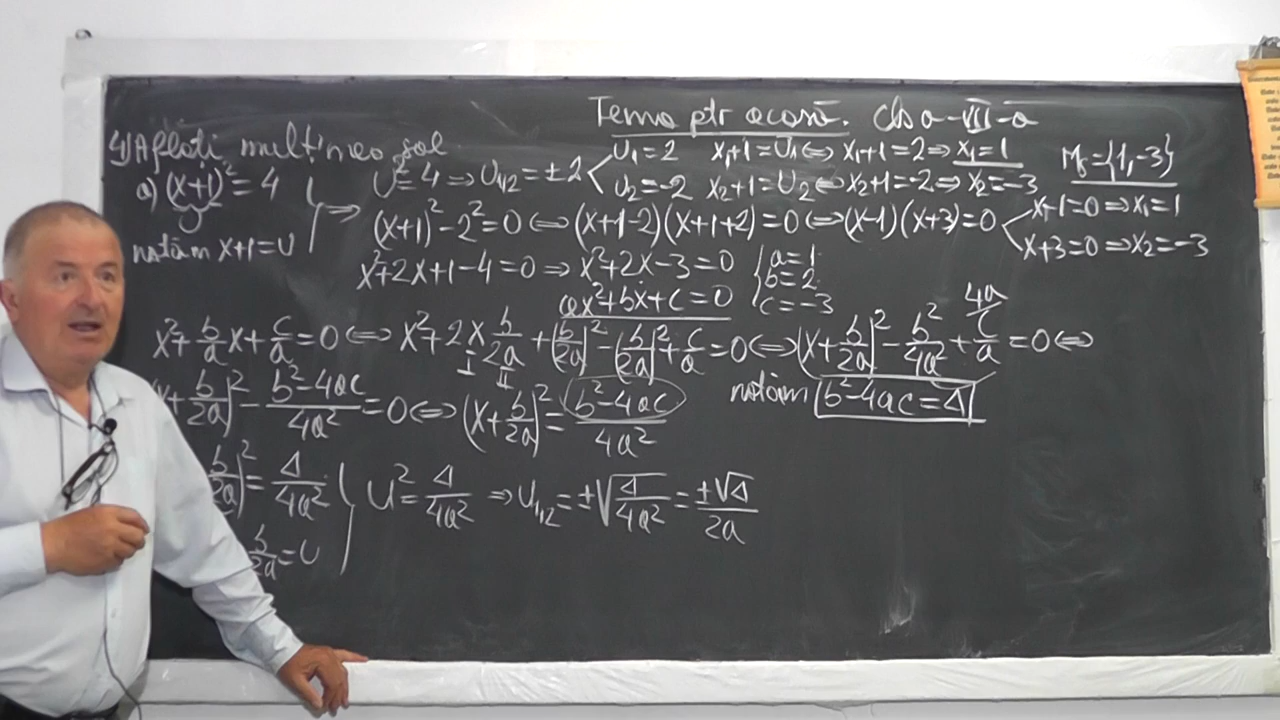 Tema ptr acasă. cls a-VII-a
4) Aflați mulțimea sol
a) (x+1)²=4
notăm x+1=U
U²=4 ⇒ U₁,₂=±2
U₁=2 x₁+1=U₁ ⇔ x₁+1=2 ⇒ x₁=1
U₂=-2 x₂+1=U₂ ⇔ x₂+1=-2 ⇒ x₂=-3
M={1,-3}
⇒ (x+1)²-2²=0 ⇔ (x+1-2)(x+1+2)=0 ⇔ (x-1)(x+3)=0
x+1=0 ⇒ x₁=1
x+3=0 ⇒ x₂=-3
x²+2x+1-4=0 ⇒ x²+2x-3=0
a=1
b=2
c=-3
ax²+bx+c=0
4a
x²+b/a x+c/a=0 ⇔ x²+2x b/2a+(b/2a)²-(b/2a)²+c/a=0 ⇔ (x+b/2a)²-b²/4a²+c/a=0 ⇔
I II
x+b/2a)²-(b²-4ac)/4a²=0 ⇔ (x+b/2a)²=(b²-4ac)/4a²
notăm b²-4ac=Δ
b/2a)²=Δ/4a²
b/2a=U
U²=Δ/4a² ⇒ U₁,₂=±√(Δ/4a²)=±√Δ/2a